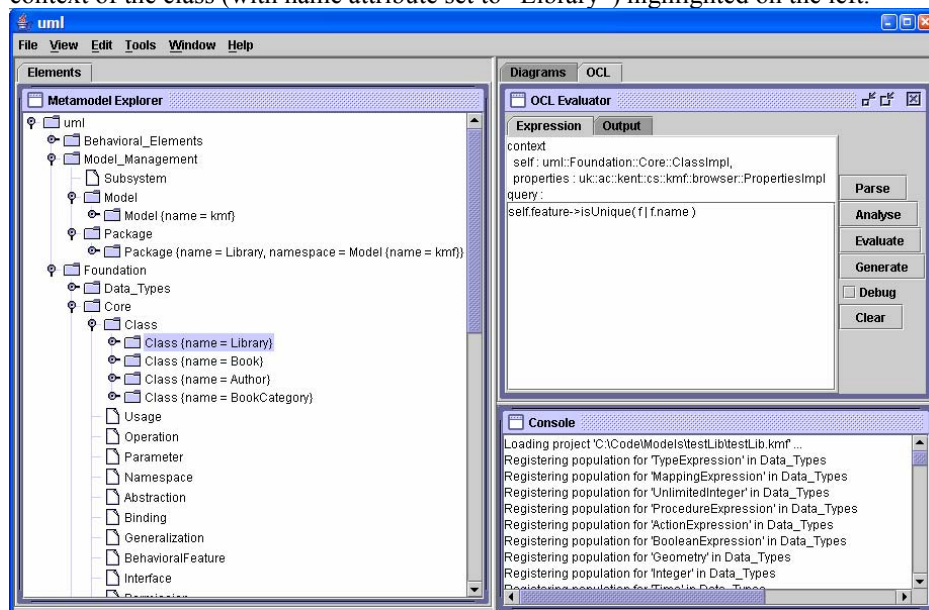 context of the class (with name attribute set to "Library") highlighted on the left.
uml
File View Edit Tools Window Help
Elements
Metamodel Explorer
uml
Behavioral_Elements
Model_Management
Subsystem
Model
Model {name = kmf}
Package
Package {name = Library, namespace = Model {name = kmf}}
Foundation
Data_Types
Core
Class
Class {name = Library}
Class {name = Book}
Class {name = Author}
Class {name = BookCategory}
Usage
Operation
Parameter
Namespace
Abstraction
Binding
Generalization
BehavioralFeature
Interface
Diagrams OCL
OCL Evaluator
Expression Output
context
self : uml::Foundation::Core::ClassImpl,
properties : uk::ac::kent::cs::kmf::browser::PropertiesImpl
query :
self.feature->isUnique( f | f.name )
Parse
Analyse
Evaluate
Generate
Debug
Clear
Console
Loading project 'C:\Code\Models\testLib\testLib.kmf' ...
Registering population for 'TypeExpression' in Data_Types
Registering population for 'MappingExpression' in Data_Types
Registering population for 'UnlimitedInteger' in Data_Types
Registering population for 'ProcedureExpression' in Data_Types
Registering population for 'ActionExpression' in Data_Types
Registering population for 'BooleanExpression' in Data_Types
Registering population for 'Geometry' in Data_Types
Registering population for 'Integer' in Data_Types
Registering population for 'Time' in Data_Types